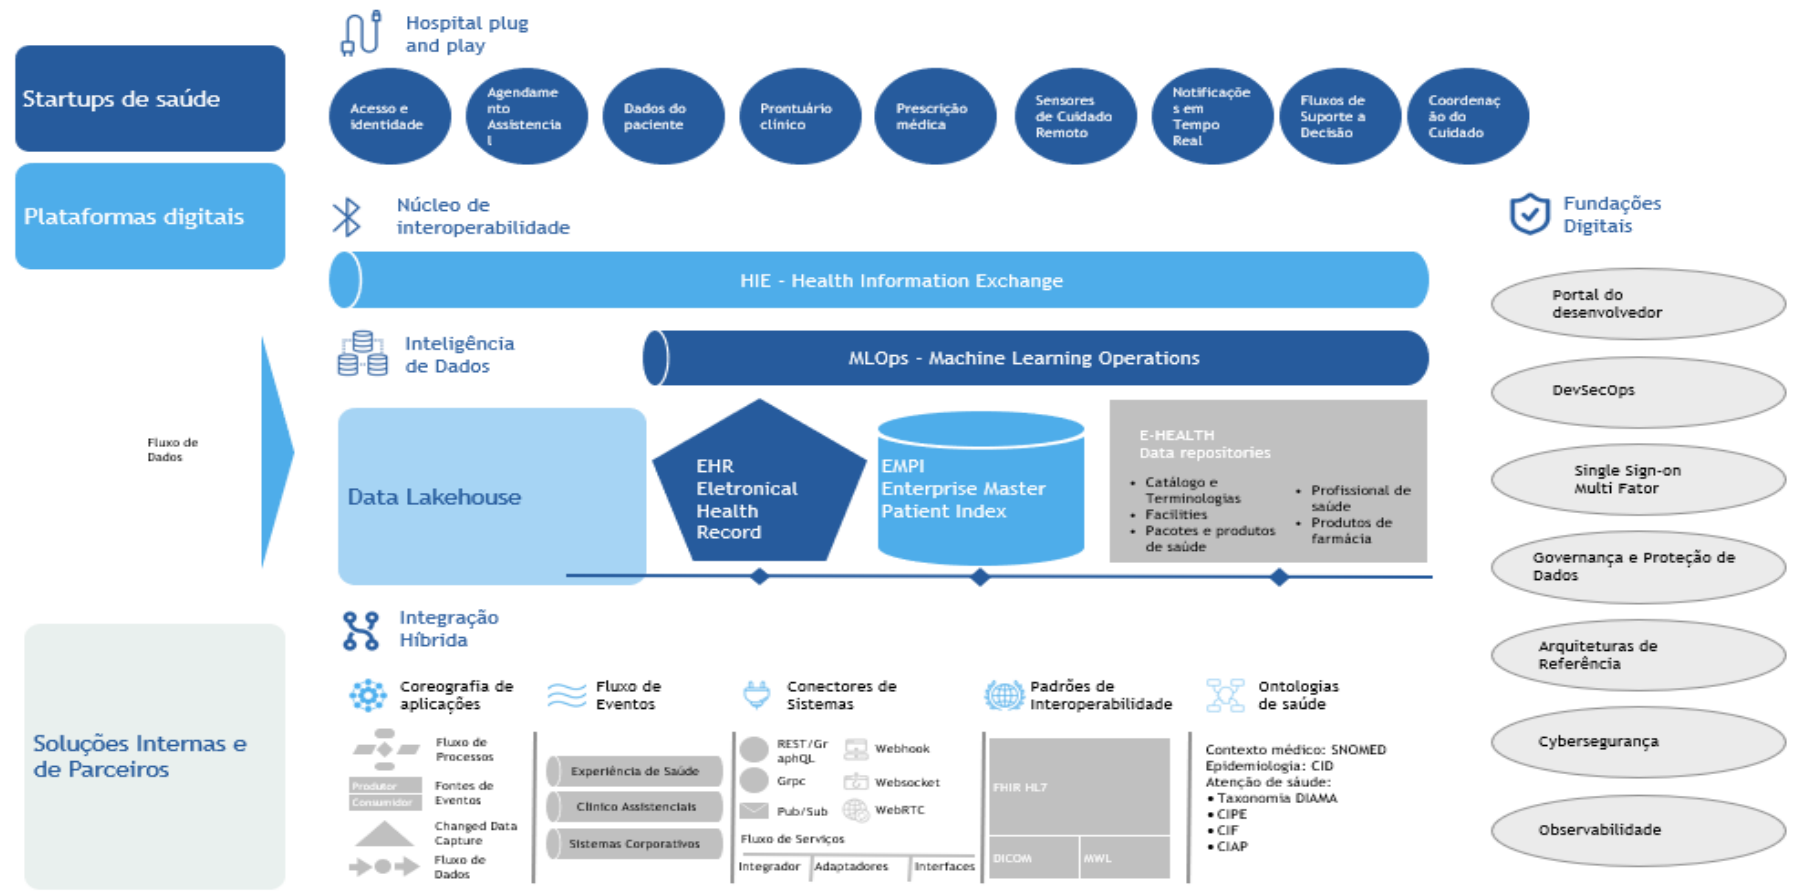 Hospital plug
and play
Startups de saúde
Acesso e
identidade
Agendame
nto
Assistencia
l
Dados do
paciente
Prontuário
clínico
Prescrição
médica
Sensores
de Cuidado
Remoto
Notificaçõe
s em
Tempo
Real
Fluxos de
Suporte a
Decisão
Coordenaç
ão do
Cuidado
Plataformas digitais
Núcleo de
interoperabilidade
Fundações
Digitais
HIE - Health Information Exchange
Inteligência
de Dados
MLOps - Machine Learning Operations
Fluxo de
Dados
Data Lakehouse
EHR
Eletronical
Health
Record
EMPI
Enterprise Master
Patient Index
E-HEALTH
Data repositories
• Catálogo e
Terminologias
• Facilities
• Pacotes e produtos
de saúde
• Profissional de
saúde
• Produtos de
farmácia
Portal do
desenvolvedor
DevSecOps
Single Sign-on
Multi Fator
Governança e Proteção de
Dados
Arquiteturas de
Referência
Cybersegurança
Observabilidade
Integração
Híbrida
Soluções Internas e
de Parceiros
Coreografia de
aplicações
Fluxo de
Processos
Produtor
Consumidor
Fontes de
Eventos
Changed Data
Capture
Fluxo de
Dados
Fluxo de
Eventos
Experiência de Saúde
Clínico Assistenciais
Sistemas Corporativos
Conectores de
Sistemas
REST/Gr
aphQL
Webhook
Grpc
Websocket
Pub/Sub
WebRTC
Fluxo de Serviços
Integrador
Adaptadores
Interfaces
Padrões de
Interoperabilidade
FHIR HL7
DICOM
MWL
Ontologias
de saúde
Contexto médico: SNOMED
Epidemiologia: CID
Atenção de sáude:
• Taxonomia DIAMA
• CIPE
• CIF
• CIAP